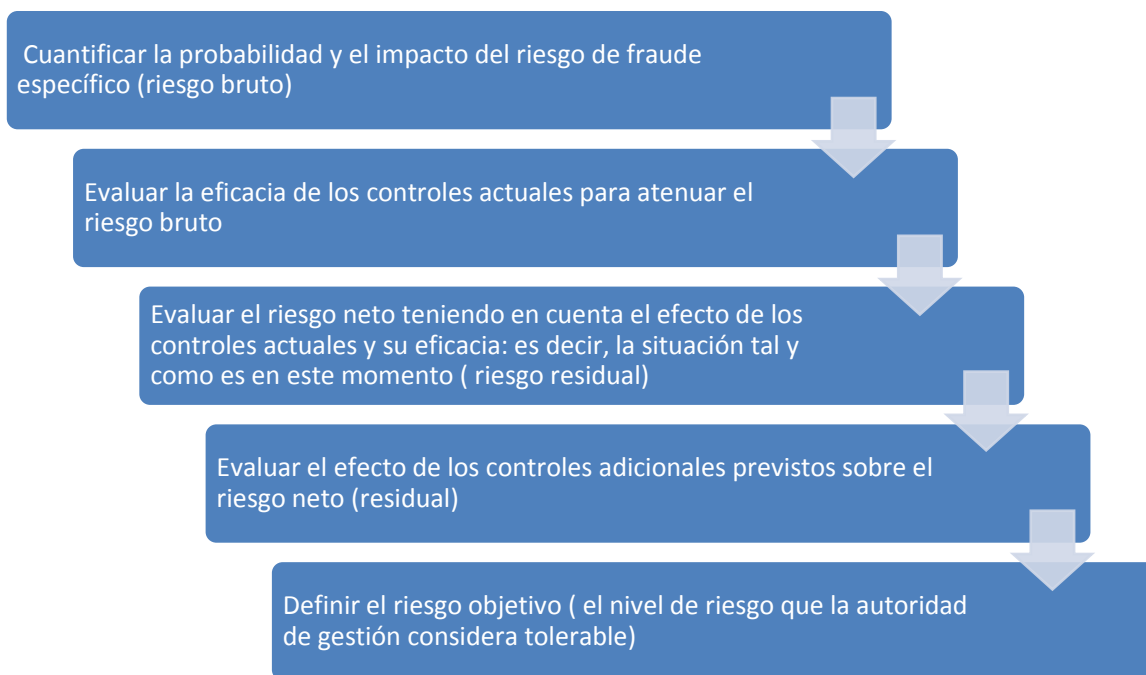 Cuantificar la probabilidad y el impacto del riesgo de fraude
específico (riesgo bruto)
Evaluar la eficacia de los controles actuales para atenuar el
riesgo bruto
Evaluar el riesgo neto teniendo en cuenta el efecto de los
controles actuales y su eficacia: es decir, la situación tal y
como es en este momento ( riesgo residual)
Evaluar el efecto de los controles adicionales previstos sobre el
riesgo neto (residual)
Definir el riesgo objetivo ( el nivel de riesgo que la autoridad
de gestión considera tolerable)